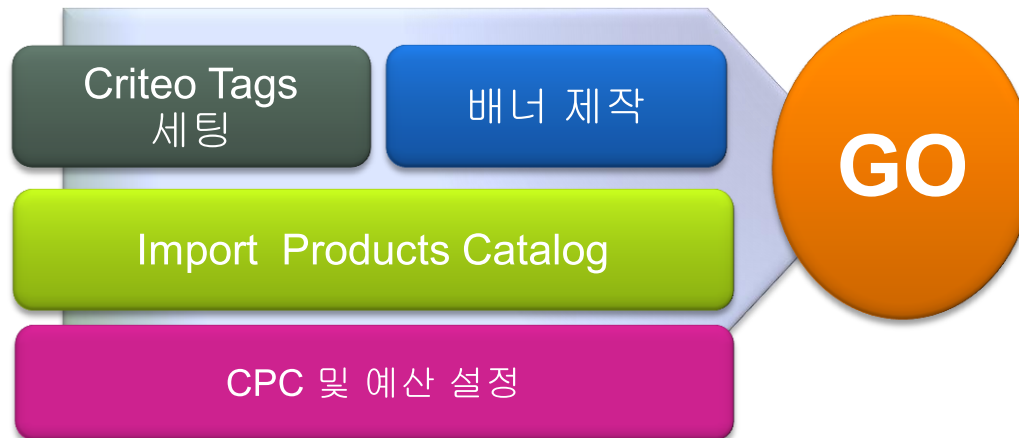 Criteo Tags
세팅
배너 제작
GO
Import Products Catalog
CPC 및 예산 설정